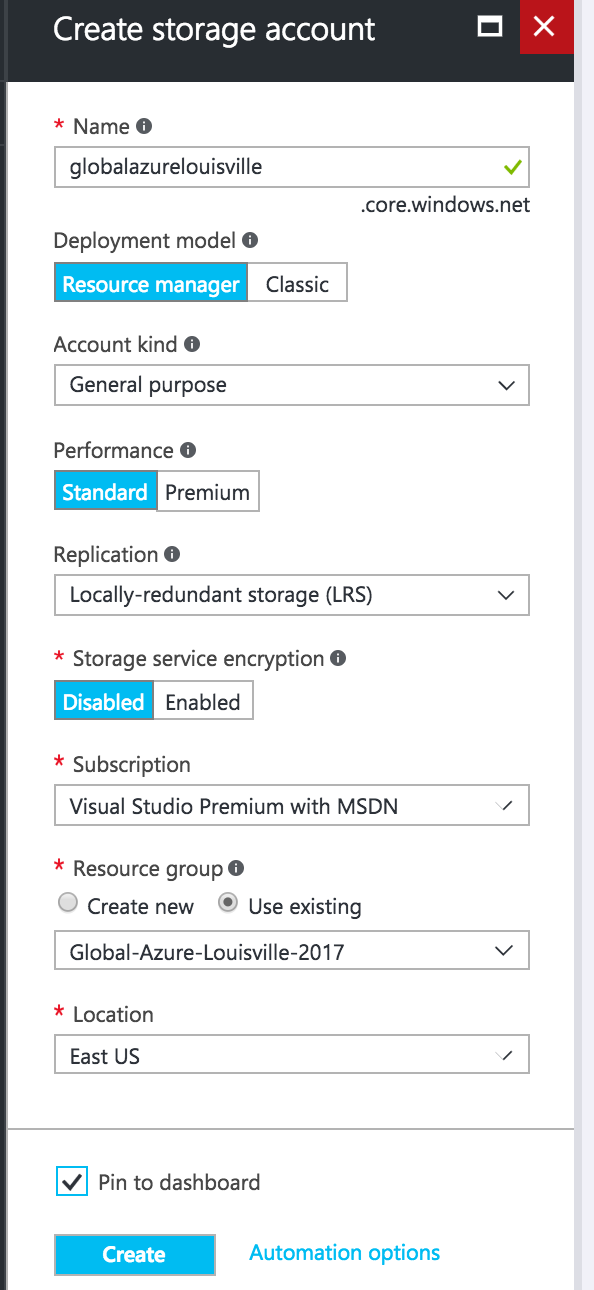 Create storage account
* Name
globalazurelouisville
.core.windows.net
Deployment model
Resource manager Classic
Account kind
General purpose
Performance
Standard Premium
Replication
Locally-redundant storage (LRS)
* Storage service encryption
Disabled Enabled
* Subscription
Visual Studio Premium with MSDN
* Resource group
Create new Use existing
Global-Azure-Louisville-2017
* Location
East US
Pin to dashboard
Create Automation options